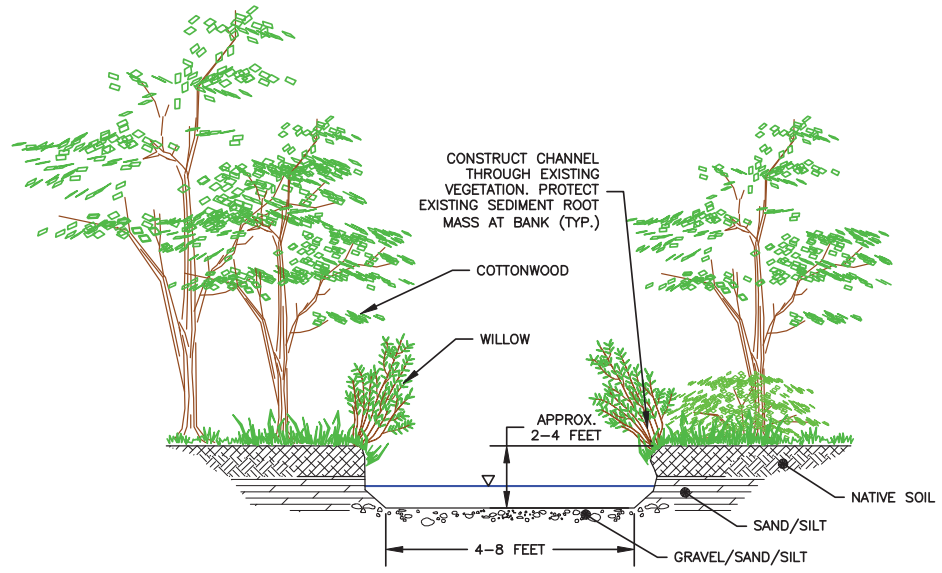 CONSTRUCT CHANNEL
THROUGH EXISTING
VEGETATION. PROTECT
EXISTING SEDIMENT ROOT
MASS AT BANK (TYP.)
COTTONWOOD
WILLOW
APPROX.
2-4 FEET
NATIVE SOIL
SAND/SILT
4-8 FEET
GRAVEL/SAND/SILT